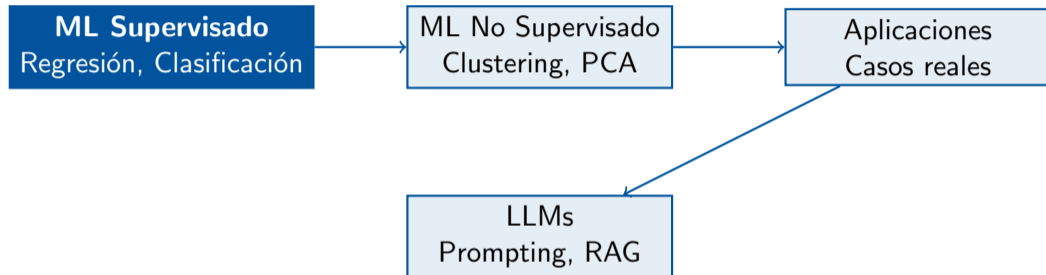 ML Supervisado
Regresión, Clasificación
ML No Supervisado
Clustering, PCA
Aplicaciones
Casos reales
LLMs
Prompting, RAG